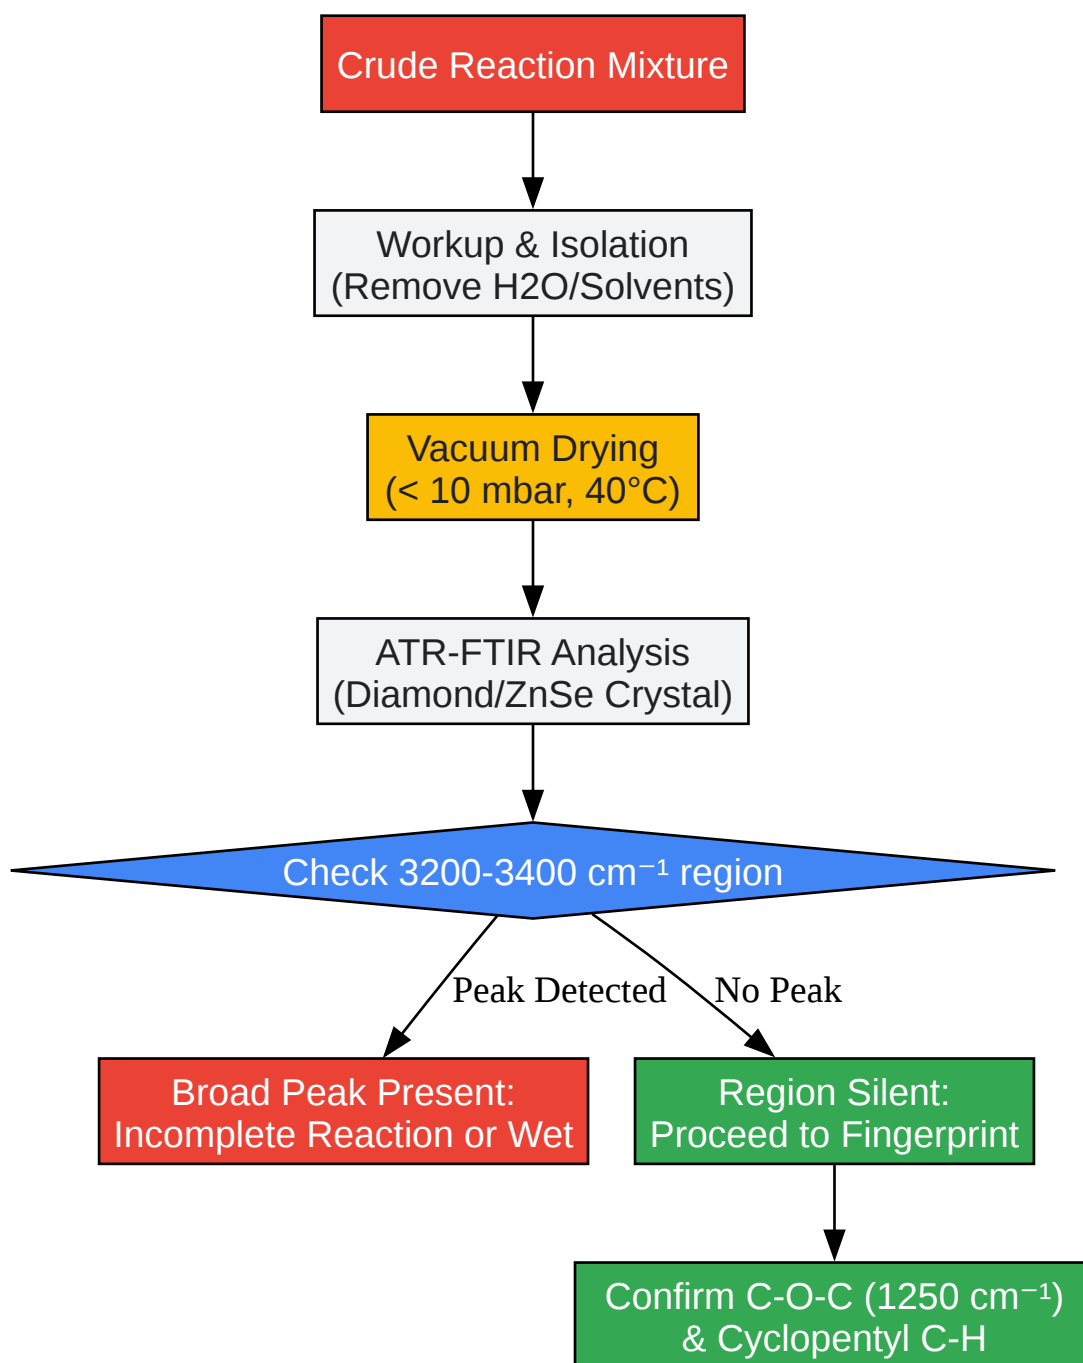 Crude Reaction Mixture
Workup & Isolation
(Remove H2O/Solvents)
Vacuum Drying
(< 10 mbar, 40°C)
ATR-FTIR Analysis
(Diamond/ZnSe Crystal)
Check 3200-3400 cm⁻¹ region
Peak Detected
No Peak
Broad Peak Present:
Incomplete Reaction or Wet
Region Silent:
Proceed to Fingerprint
Confirm C-O-C (1250 cm⁻¹)
& Cyclopentyl C-H